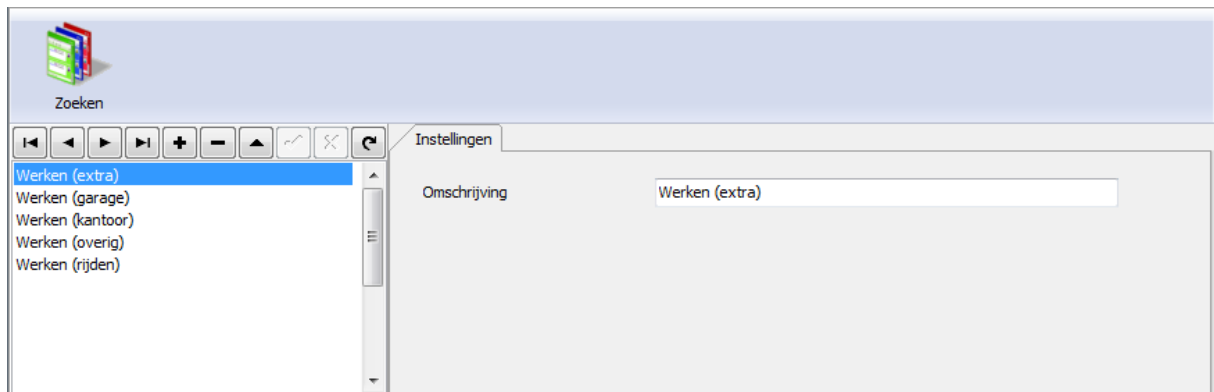 Zoeken
Instellingen
Werken (extra)
Werken (garage)
Werken (kantoor)
Werken (overig)
Werken (rijden)
Omschrijving Werken (extra)